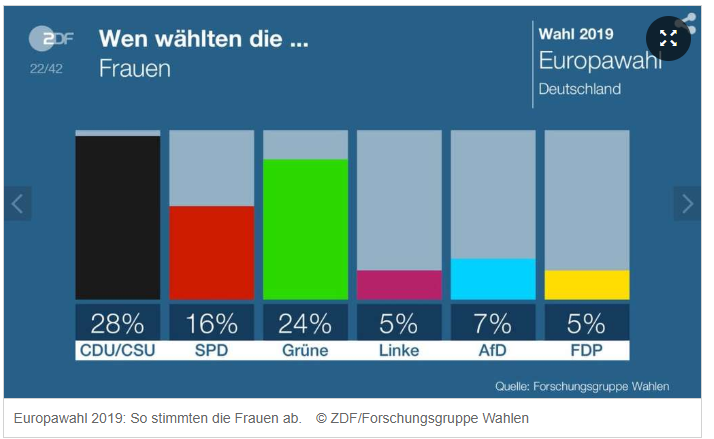 ZDF
22/42
Wen wählten die ...
Frauen
Wahl 2019
Europawahl
Deutschland
28% 16% 24% 5% 7% 5%
CDU/CSU SPD Grüne Linke AfD FDP
Quelle: Forschungsgruppe Wahlen
Europawahl 2019: So stimmten die Frauen ab. © ZDF/Forschungsgruppe Wahlen